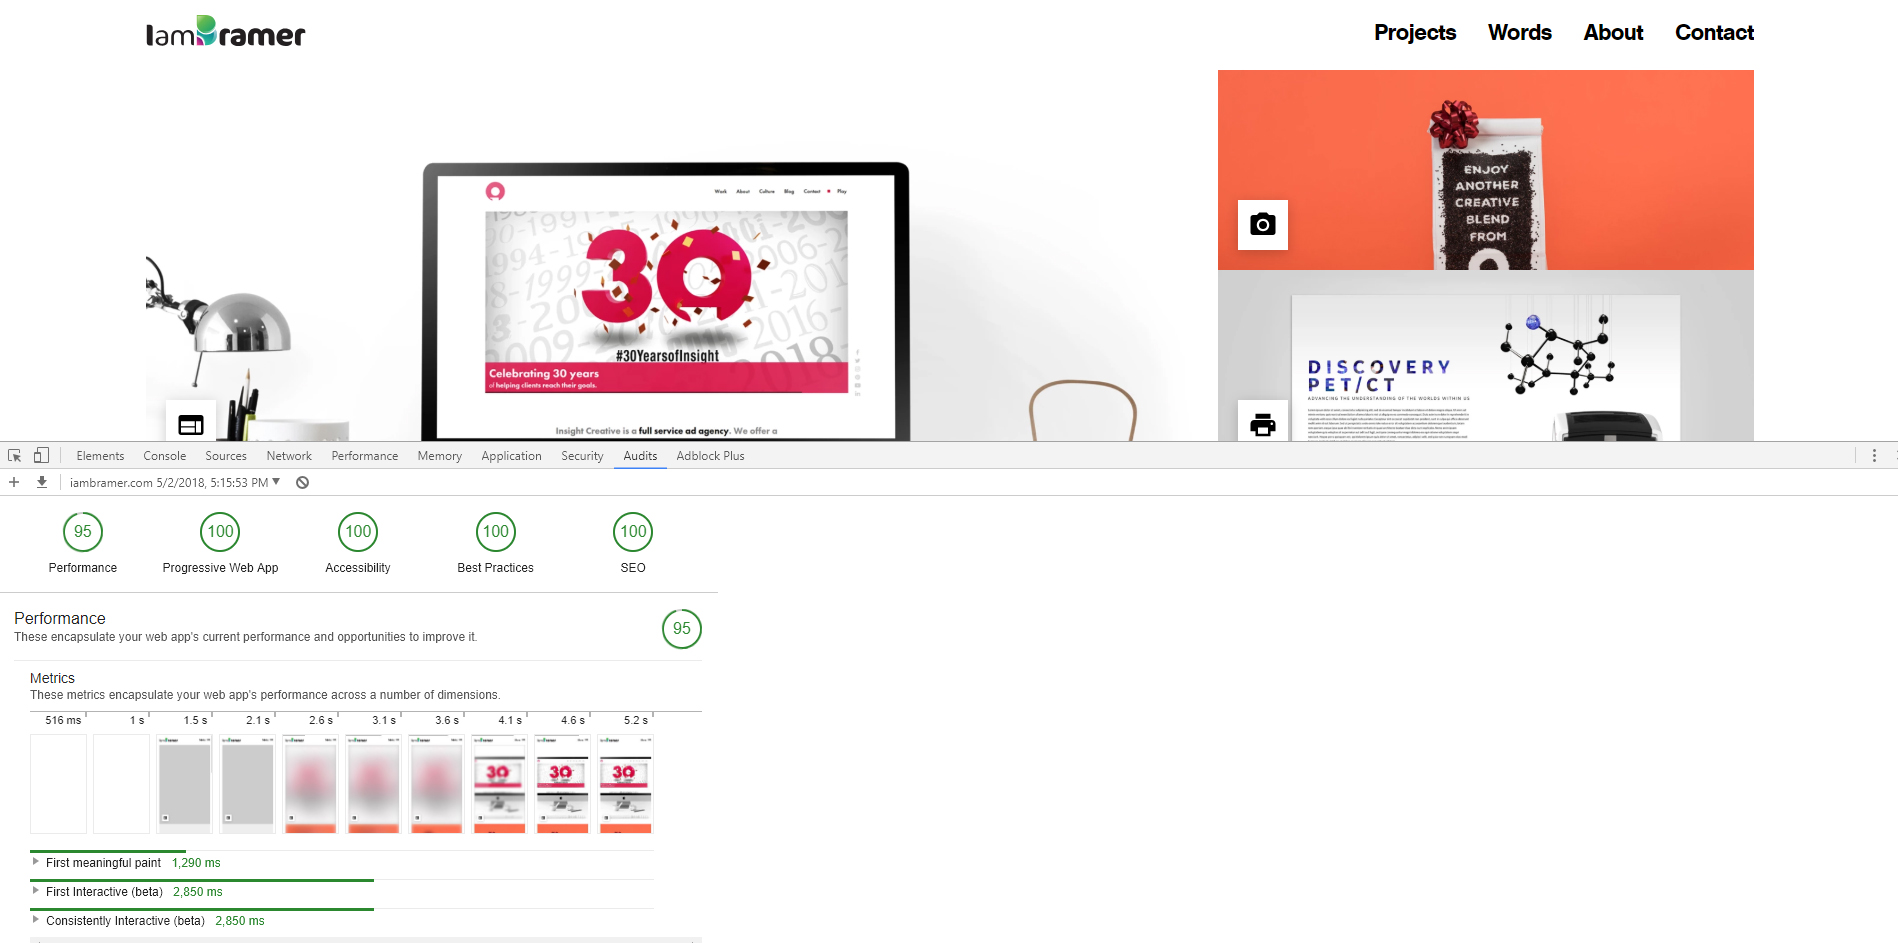 IamBramer
Projects Words About Contact
Work About Culture Blog Contact Play
30
#30YearsofInsight
Celebrating 30 years
of helping clients reach their goals.
Insight Creative is a full service ad agency. We offer a
ENJOY
ANOTHER
CREATIVE
BLEND
FROM
DISCOVERY
PET/CT
ADVANCING THE UNDERSTANDING OF THE WORLDS WITHIN US
Elements Console Sources Network Performance Memory Application Security Audits Adblock Plus
iambramer.com 5/2/2018, 5:15:53 PM
95 100 100 100 100
Performance Progressive Web App Accessibility Best Practices SEO
Performance
These encapsulate your web app's current performance and opportunities to improve it.
95
Metrics
These metrics encapsulate your web app's performance across a number of dimensions.
516 ms 1 s 1.5 s 2.1 s 2.6 s 3.1 s 3.6 s 4.1 s 4.6 s 5.2 s
First meaningful paint 1,290 ms
First Interactive (beta) 2,850 ms
Consistently Interactive (beta) 2,850 ms